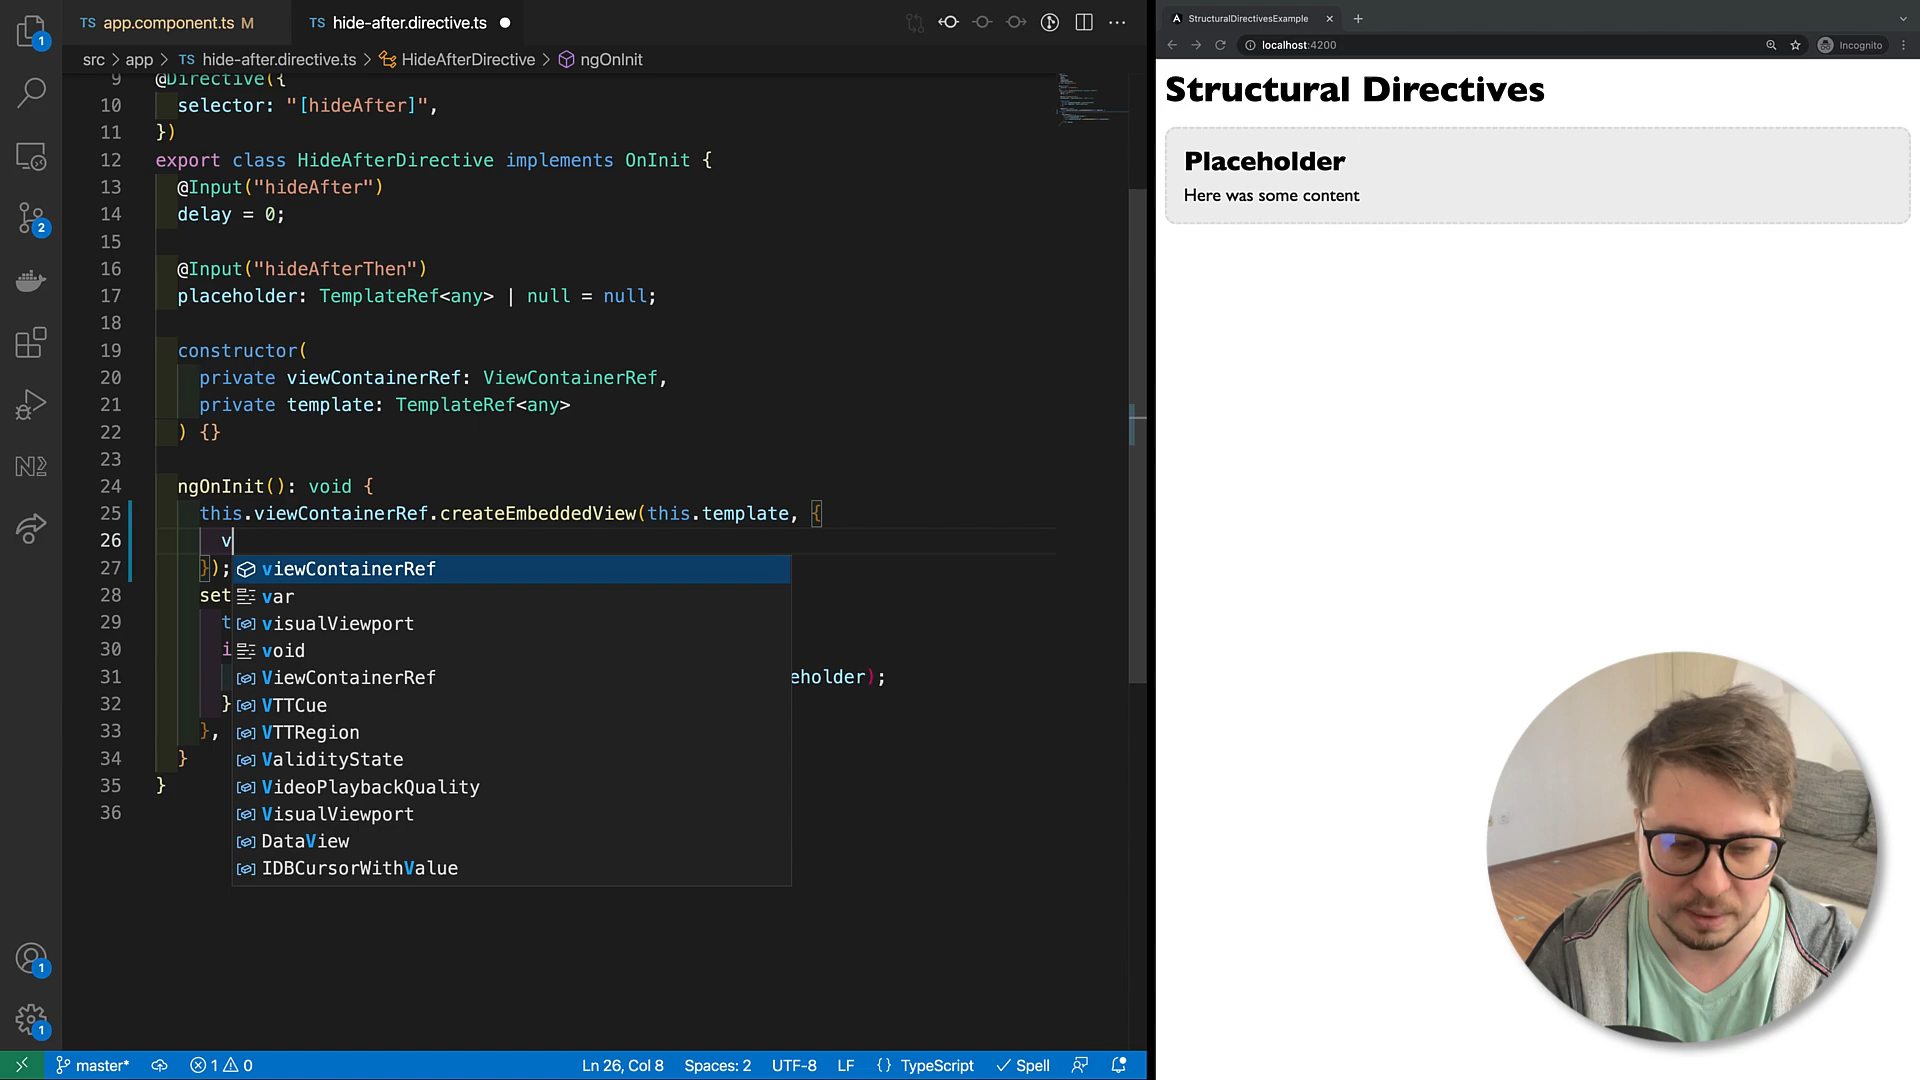 TS app.component.ts M
TS hide-after.directive.ts
src > app > TS hide-after.directive.ts > HideAfterDirective > ngOnInit
9 @Directive({
10 selector: "[hideAfter]",
11 })
12 export class HideAfterDirective implements OnInit {
13 @Input("hideAfter")
14 delay = 0;
15
16 @Input("hideAfterThen")
17 placeholder: TemplateRef<any> | null = null;
18
19 constructor(
20 private viewContainerRef: ViewContainerRef,
21 private template: TemplateRef<any>
22 ) {}
23
24 ngOnInit(): void {
25 this.viewContainerRef.createEmbeddedView(this.template, {
26 v
27 });
28 set
29 t
30 i
31 eholder);
32 }
33 },
34 }
35 }
36
viewContainerRef
var
visualViewport
void
ViewContainerRef
VTTCue
VTTRegion
ValidityState
VideoPlaybackQuality
VisualViewport
DataView
IDBCursorWithValue
1
2
1
1
master*
1 0
Ln 26, Col 8
Spaces: 2
UTF-8
LF
{} TypeScript
Spell
StructuralDirectivesExample
localhost:4200
Incognito
Structural Directives
Placeholder
Here was some content